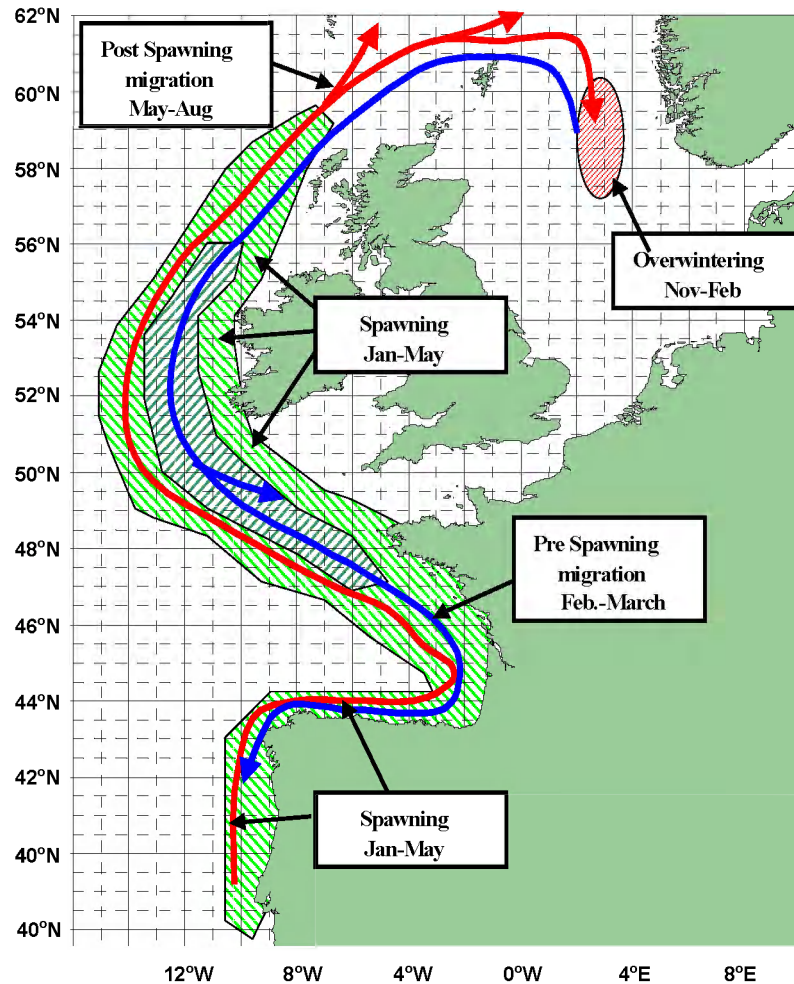 62°N
60°N
58°N
56°N
54°N
52°N
50°N
48°N
46°N
44°N
42°N
40°N
Post Spawning
migration
May-Aug
Overwintering
Nov-Feb
Spawning
Jan-May
Pre Spawning
migration
Feb.-March
Spawning
Jan-May
12°W 8°W 4°W 0°W 4°E 8°E